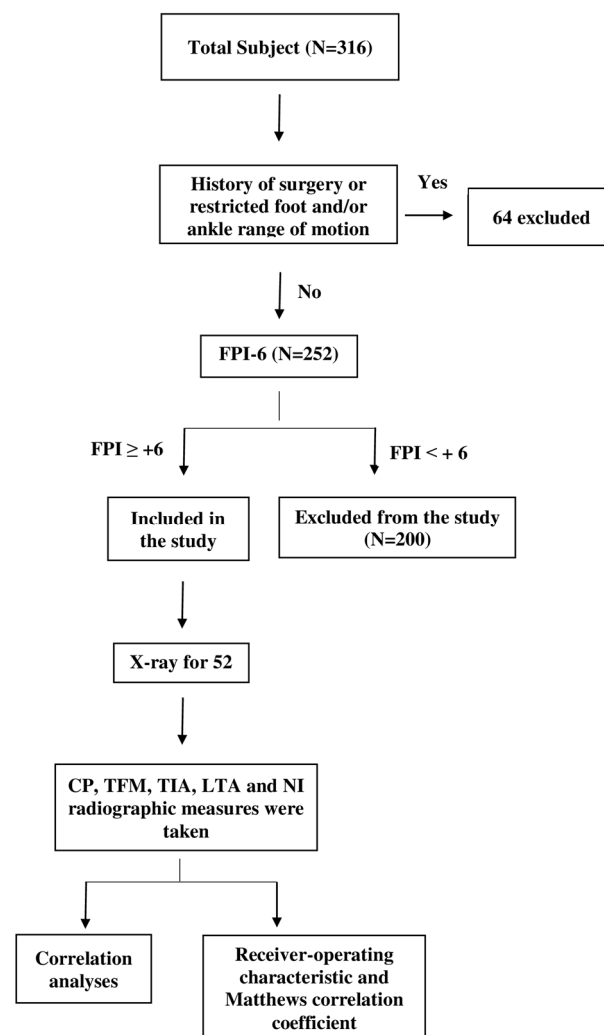 Total Subject (N=316)
History of surgery or
restricted foot and/or
ankle range of motion
Yes
64 excluded
No
FPI-6 (N=252)
FPI ≥ +6
FPI < + 6
Included in
the study
Excluded from the study
(N=200)
X-ray for 52
CP, TFM, TIA, LTA and NI
radiographic measures were
taken
Correlation
analyses
Receiver-operating
characteristic and
Matthews correlation
coefficient